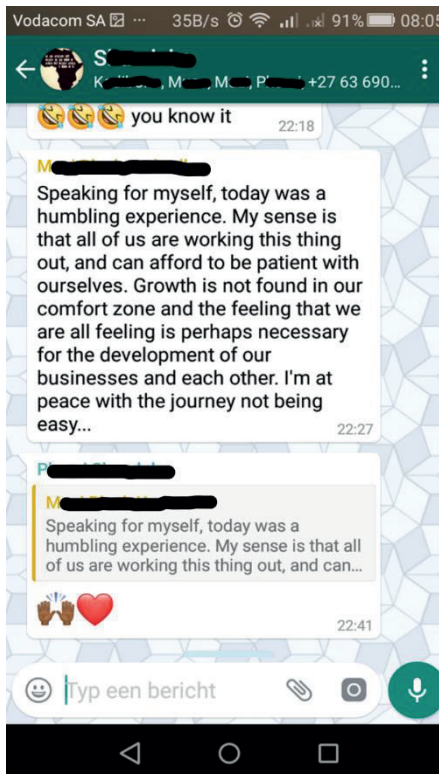 Vodacom SA ... 35B/s 91% 08:05
S
K , M , M , P +27 63 690...
you know it
22:18
M
Speaking for myself, today was a
humbling experience. My sense is
that all of us are working this thing
out, and can afford to be patient with
ourselves. Growth is not found in our
comfort zone and the feeling that we
are all feeling is perhaps necessary
for the development of our
businesses and each other. I'm at
peace with the journey not being
easy...
22:27
P
M
Speaking for myself, today was a
humbling experience. My sense is that all
of us are working this thing out, and can...
22:41
Typ een bericht